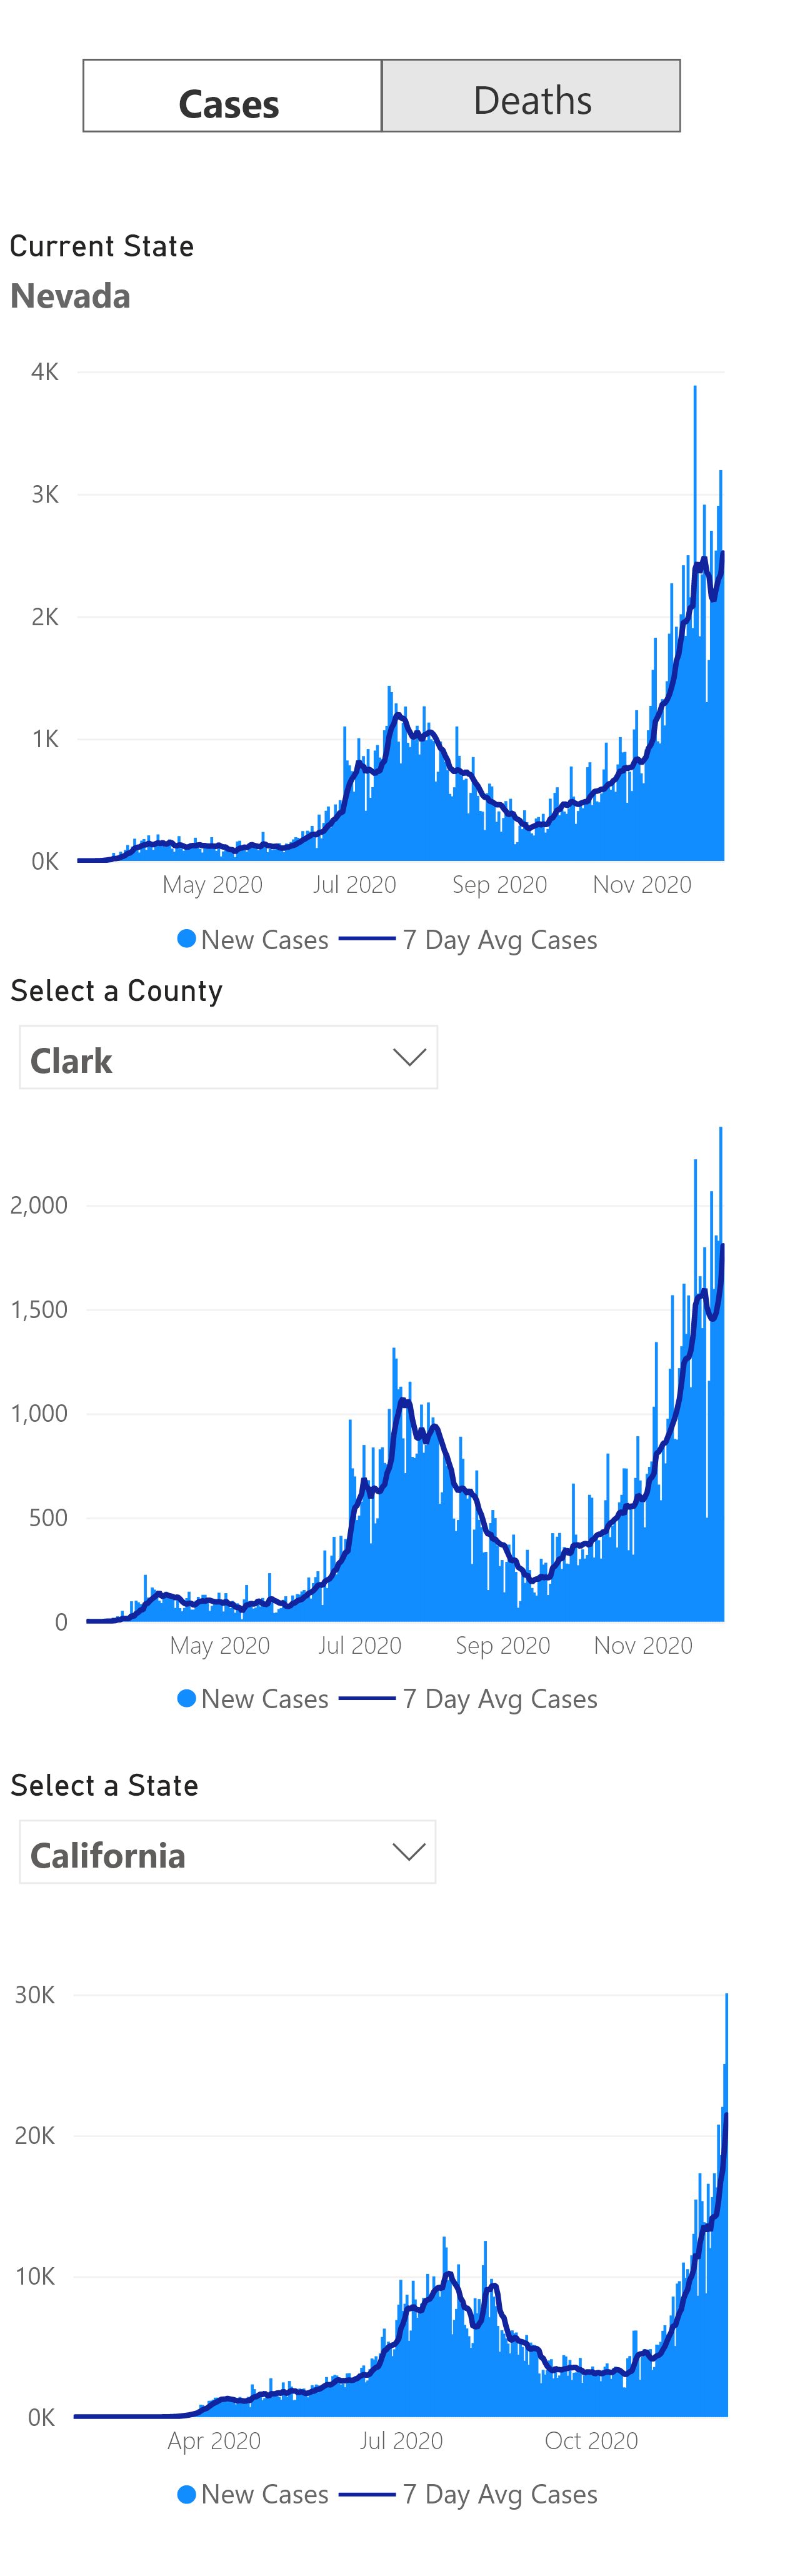 Cases Deaths
Current State
Nevada
4K
3K
2K
1K
0K
May 2020 Jul 2020 Sep 2020 Nov 2020
New Cases 7 Day Avg Cases
Select a County
Clark
2,000
1,500
1,000
500
0
May 2020 Jul 2020 Sep 2020 Nov 2020
New Cases 7 Day Avg Cases
Select a State
California
30K
20K
10K
0K
Apr 2020 Jul 2020 Oct 2020
New Cases 7 Day Avg Cases